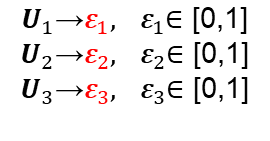 U₁→ε₁, ε₁∈ [0,1]
U₂→ε₂, ε₂∈ [0,1]
U₃→ε₃, ε₃∈ [0,1]